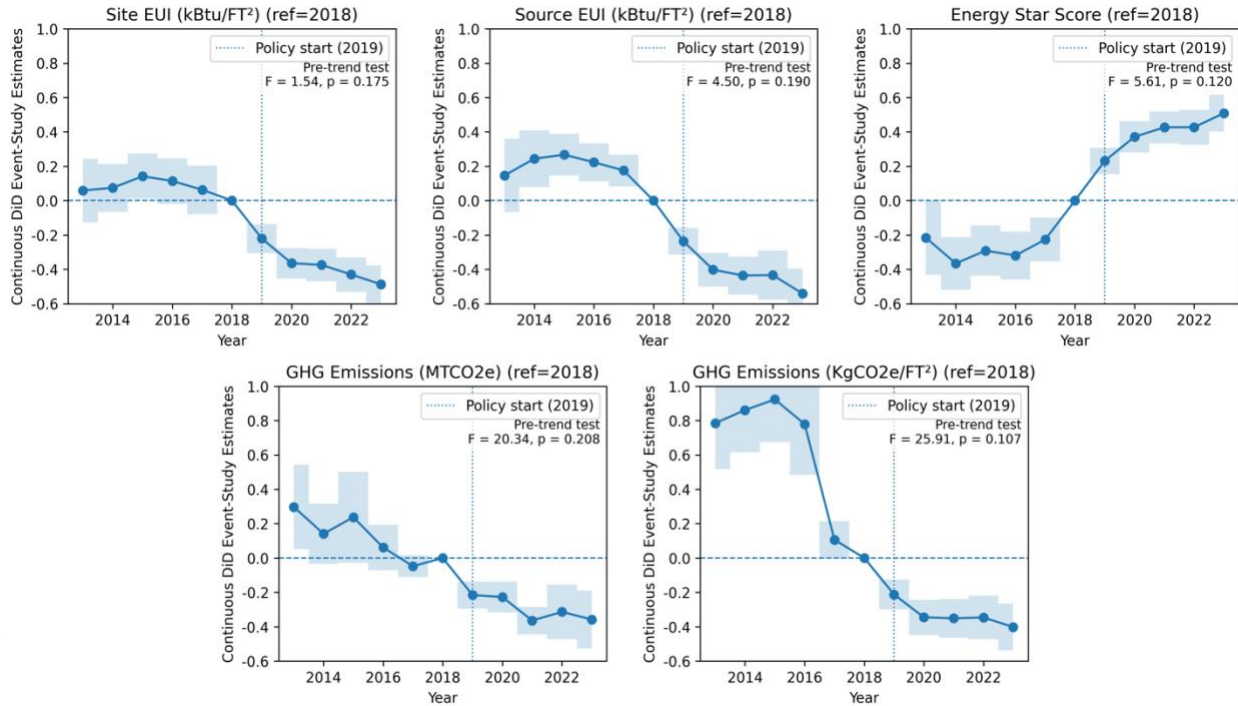 Site EUI (kBtu/FT²) (ref=2018)
Continuous DiD Event-Study Estimates
1.0
0.8
0.6
0.4
0.2
0.0
-0.2
-0.4
-0.6
Policy start (2019)
Pre-trend test
F = 1.54, p = 0.175
2014 2016 2018 2020 2022
Year
Source EUI (kBtu/FT²) (ref=2018)
Continuous DiD Event-Study Estimates
1.0
0.8
0.6
0.4
0.2
0.0
-0.2
-0.4
-0.6
Policy start (2019)
Pre-trend test
F = 4.50, p = 0.190
2014 2016 2018 2020 2022
Year
Energy Star Score (ref=2018)
Continuous DiD Event-Study Estimates
1.0
0.8
0.6
0.4
0.2
0.0
-0.2
-0.4
-0.6
Policy start (2019)
Pre-trend test
F = 5.61, p = 0.120
2014 2016 2018 2020 2022
Year
GHG Emissions (MTCO2e) (ref=2018)
Continuous DiD Event-Study Estimates
1.0
0.8
0.6
0.4
0.2
0.0
-0.2
-0.4
-0.6
Policy start (2019)
Pre-trend test
F = 20.34, p = 0.208
2014 2016 2018 2020 2022
Year
GHG Emissions (KgCO2e/FT²) (ref=2018)
Continuous DiD Event-Study Estimates
1.0
0.8
0.6
0.4
0.2
0.0
-0.2
-0.4
-0.6
Policy start (2019)
Pre-trend test
F = 25.91, p = 0.107
2014 2016 2018 2020 2022
Year